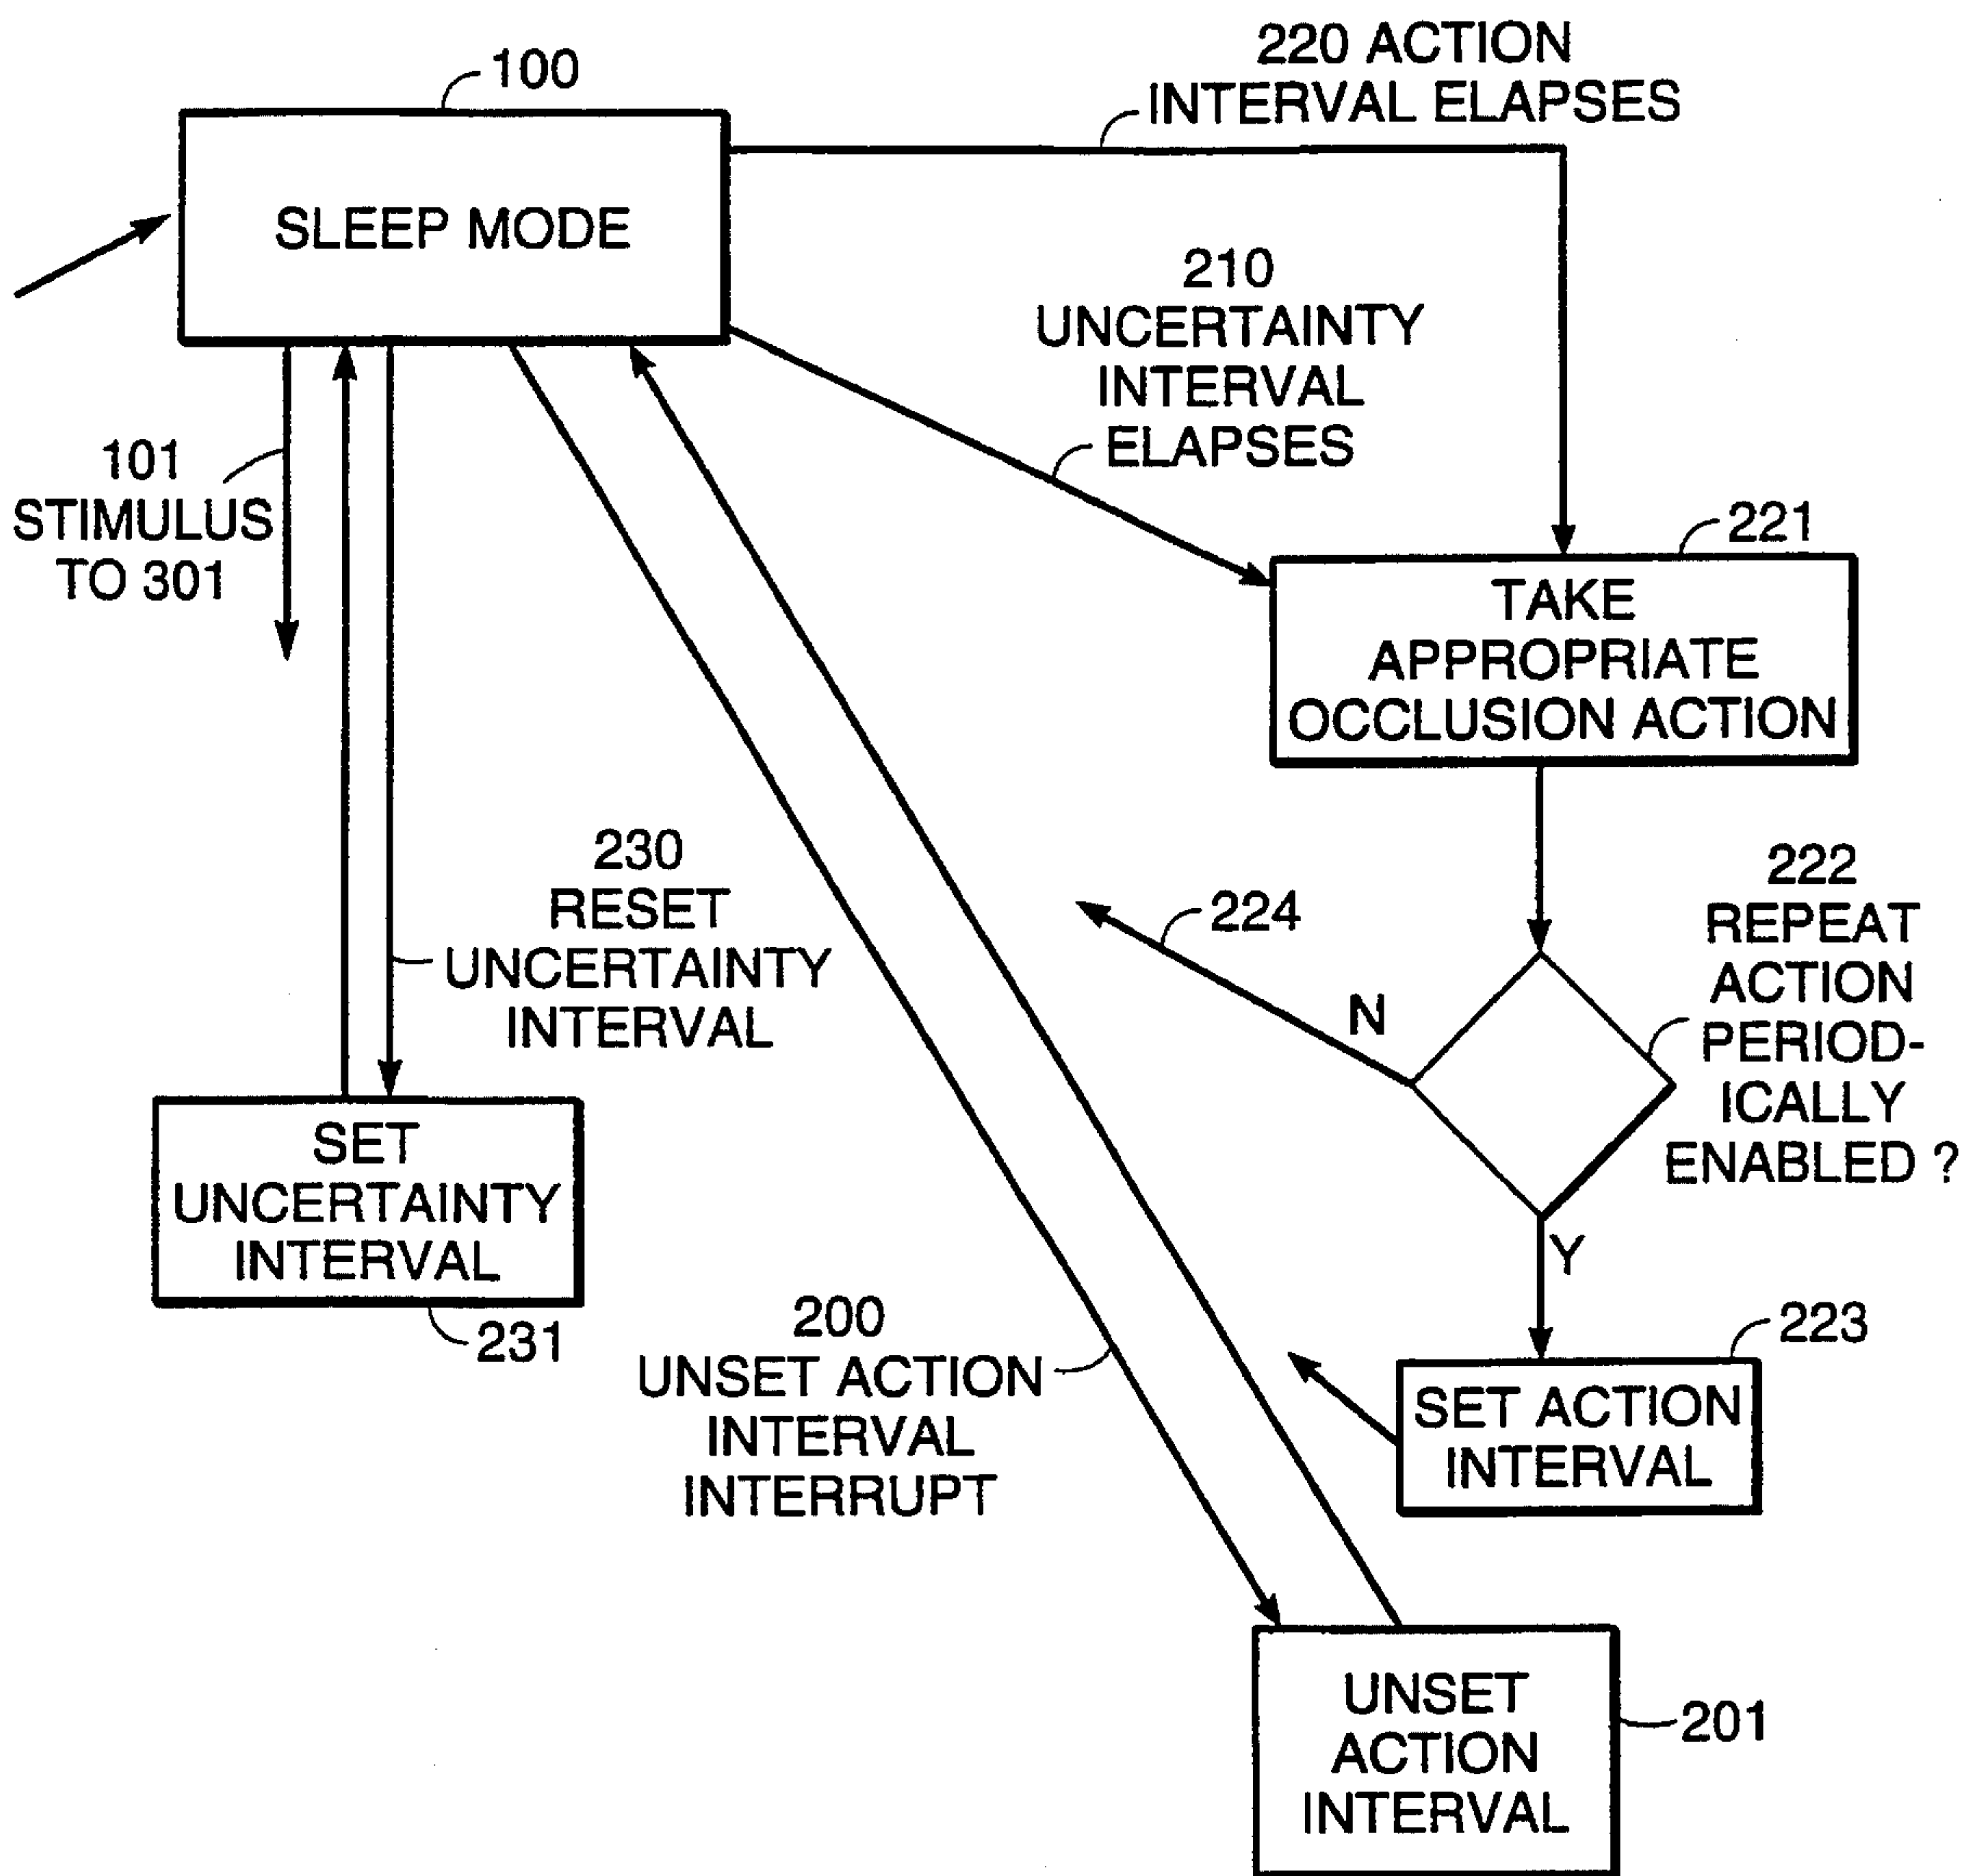 100
SLEEP MODE
220 ACTION
INTERVAL ELAPSES
210
UNCERTAINTY
INTERVAL
ELAPSES
101
STIMULUS
TO 301
221
TAKE
APPROPRIATE
OCCLUSION ACTION
230
RESET
UNCERTAINTY
INTERVAL
224
N
222
REPEAT
ACTION
PERIOD-
ICALLY
ENABLED ?
Y
SET
UNCERTAINTY
INTERVAL
231
200
UNSET ACTION
INTERVAL
INTERRUPT
223
SET ACTION
INTERVAL
UNSET
ACTION
INTERVAL
201